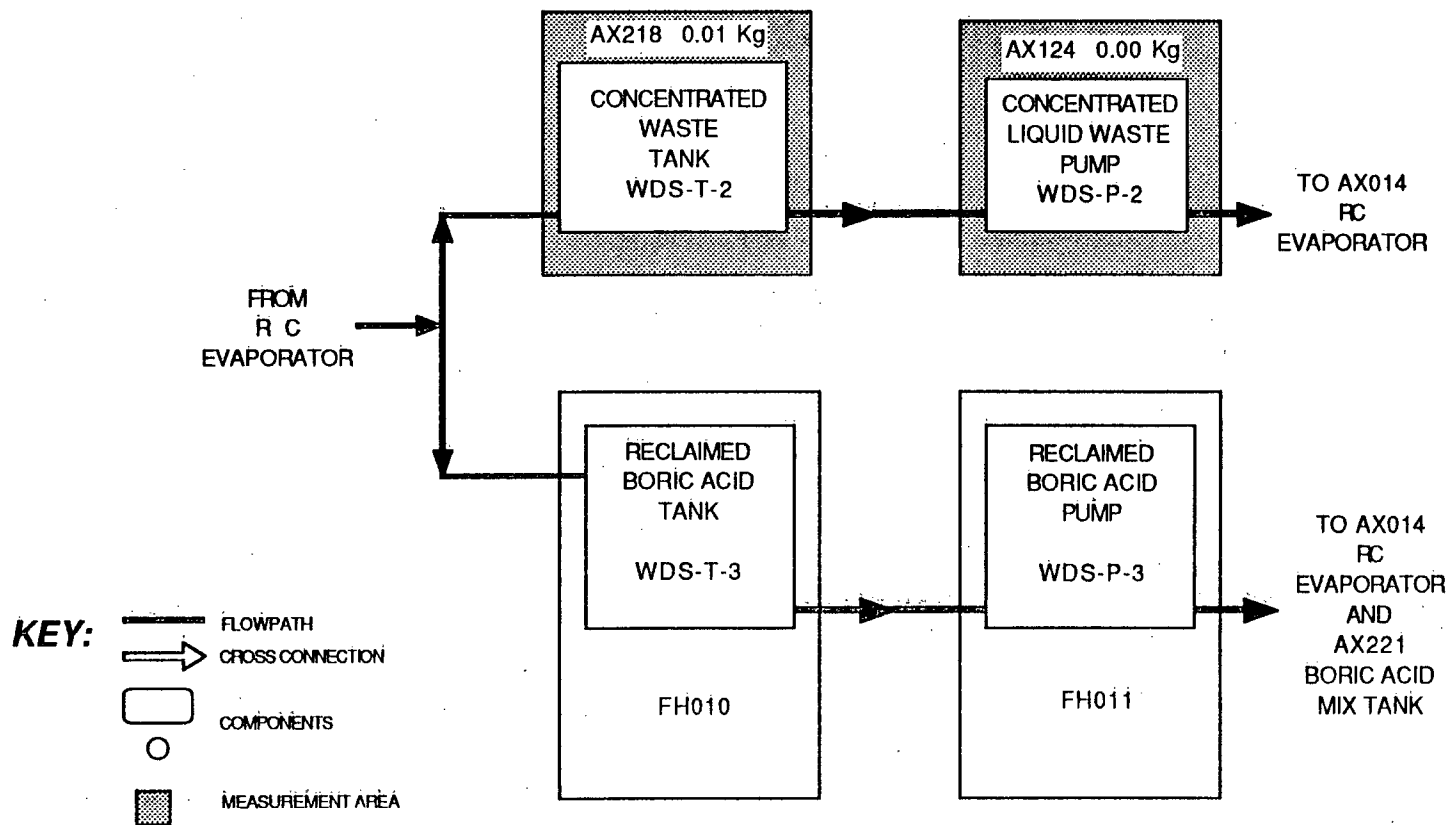 AX218 0.01 Kg
CONCENTRATED
WASTE
TANK
WDS-T-2
AX124 0.00 Kg
CONCENTRATED
LIQUID WASTE
PUMP
WDS-P-2
TO AX014
RC
EVAPORATOR
FROM
R C
EVAPORATOR
RECLAIMED
BORIC ACID
TANK
WDS-T-3
FH010
RECLAIMED
BORIC ACID
PUMP
WDS-P-3
FH011
TO AX014
RC
EVAPORATOR
AND
AX221
BORIC ACID
MIX TANK
KEY:
FLOWPATH
CROSS CONNECTION
COMPONENTS
MEASUREMENT AREA